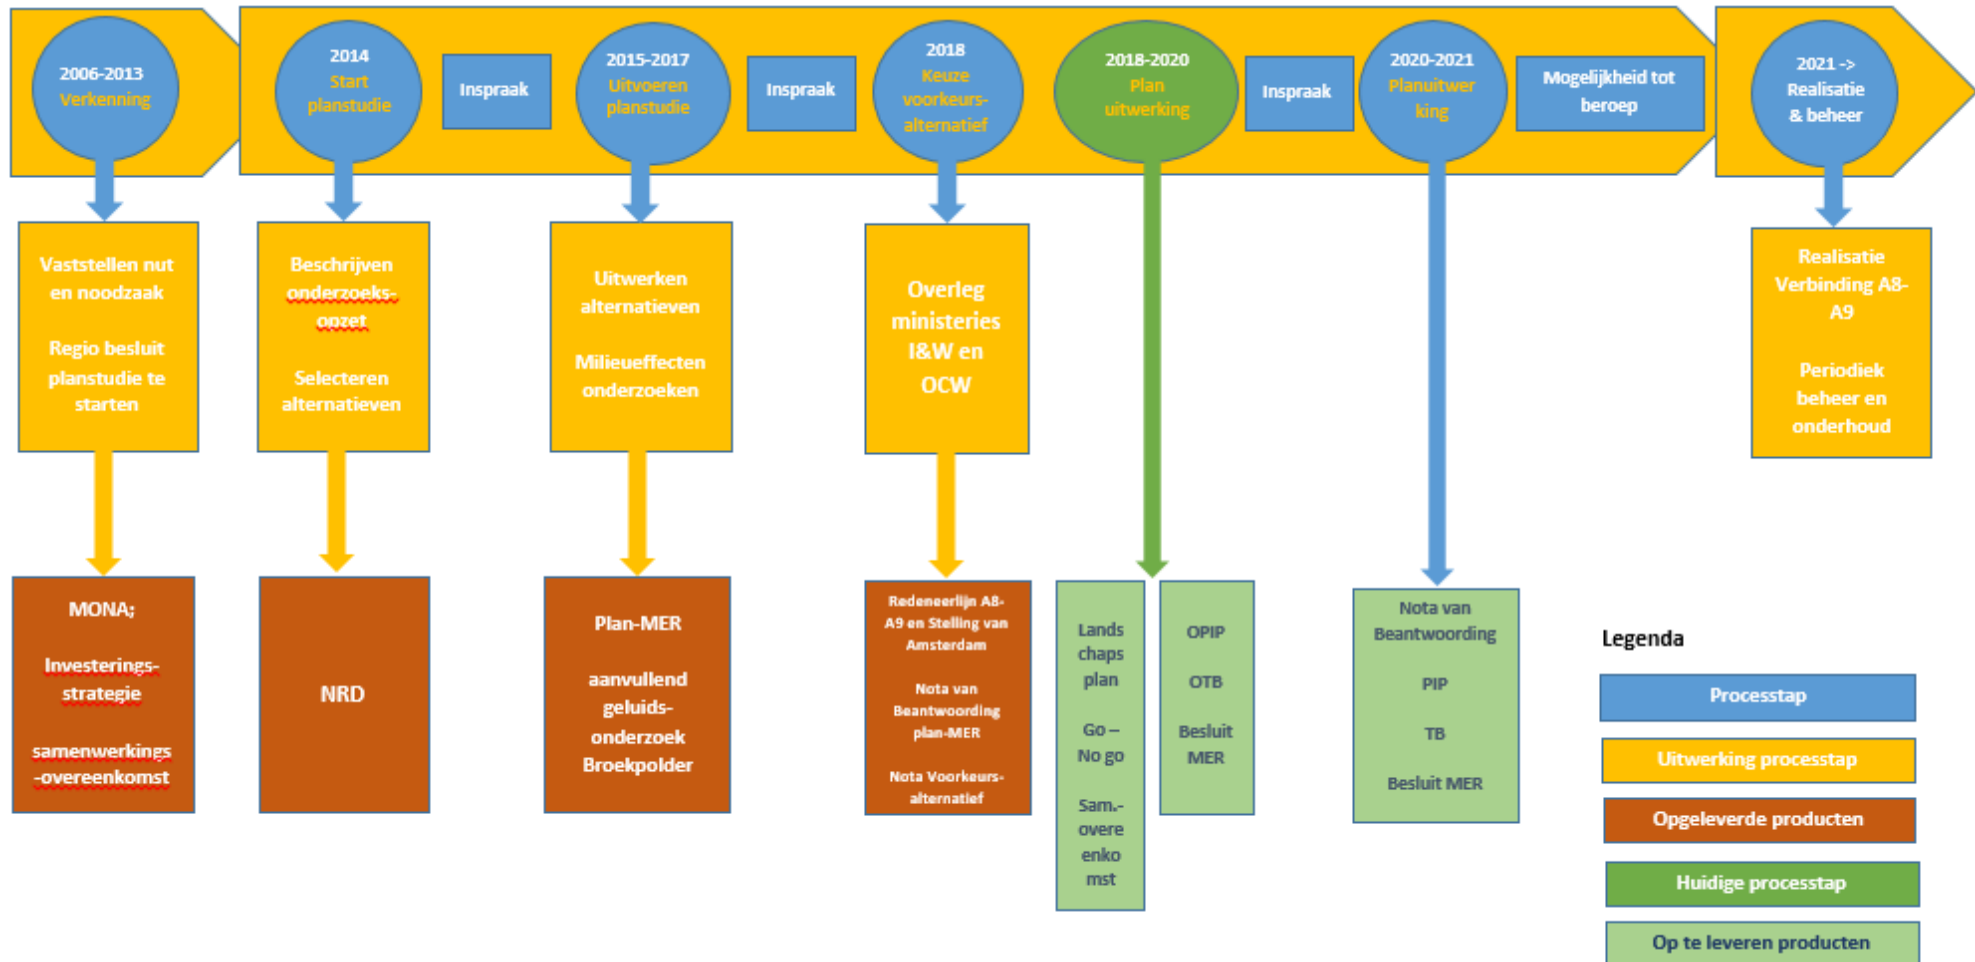 2006-2013
Verkenning
2014
Start
planstudie
Inspraak
2015-2017
Uitvoeren
planstudie
Inspraak
2018
Keuze
voorkeurs-
alternatief
2018-2020
Plan
uitwerking
Inspraak
2020-2021
Planuitwer
king
Mogelijkheid tot
beroep
2021 ->
Realisatie
& beheer
Vaststellen nut
en noodzaak
Regio besluit
planstudie te
starten
Beschrijven
onderzoeks-
opzet
Selecteren
alternatieven
Uitwerken
alternatieven
Milieueffecten
onderzoeken
Overleg
ministeries
I&W en
OCW
Realisatie
Verbinding A8-
A9
Periodiek
beheer en
onderhoud
MONA;
Investerings-
strategie
samenwerkings
-overeenkomst
NRD
Plan-MER
aanvullend
geluids-
onderzoek
Broekpolder
Redeneerlijn A8-
A9 en Stelling van
Amsterdam
Nota van
Beantwoording
plan-MER
Nota Voorkeurs-
alternatief
Lands
chaps
plan
Go –
No go
Sam.-
overe
enko
mst
OPIP
OTB
Besluit
MER
Nota van
Beantwoording
PIP
TB
Besluit MER
Legenda
Processtap
Uitwerking processtap
Opgeleverde producten
Huidige processtap
Op te leveren producten